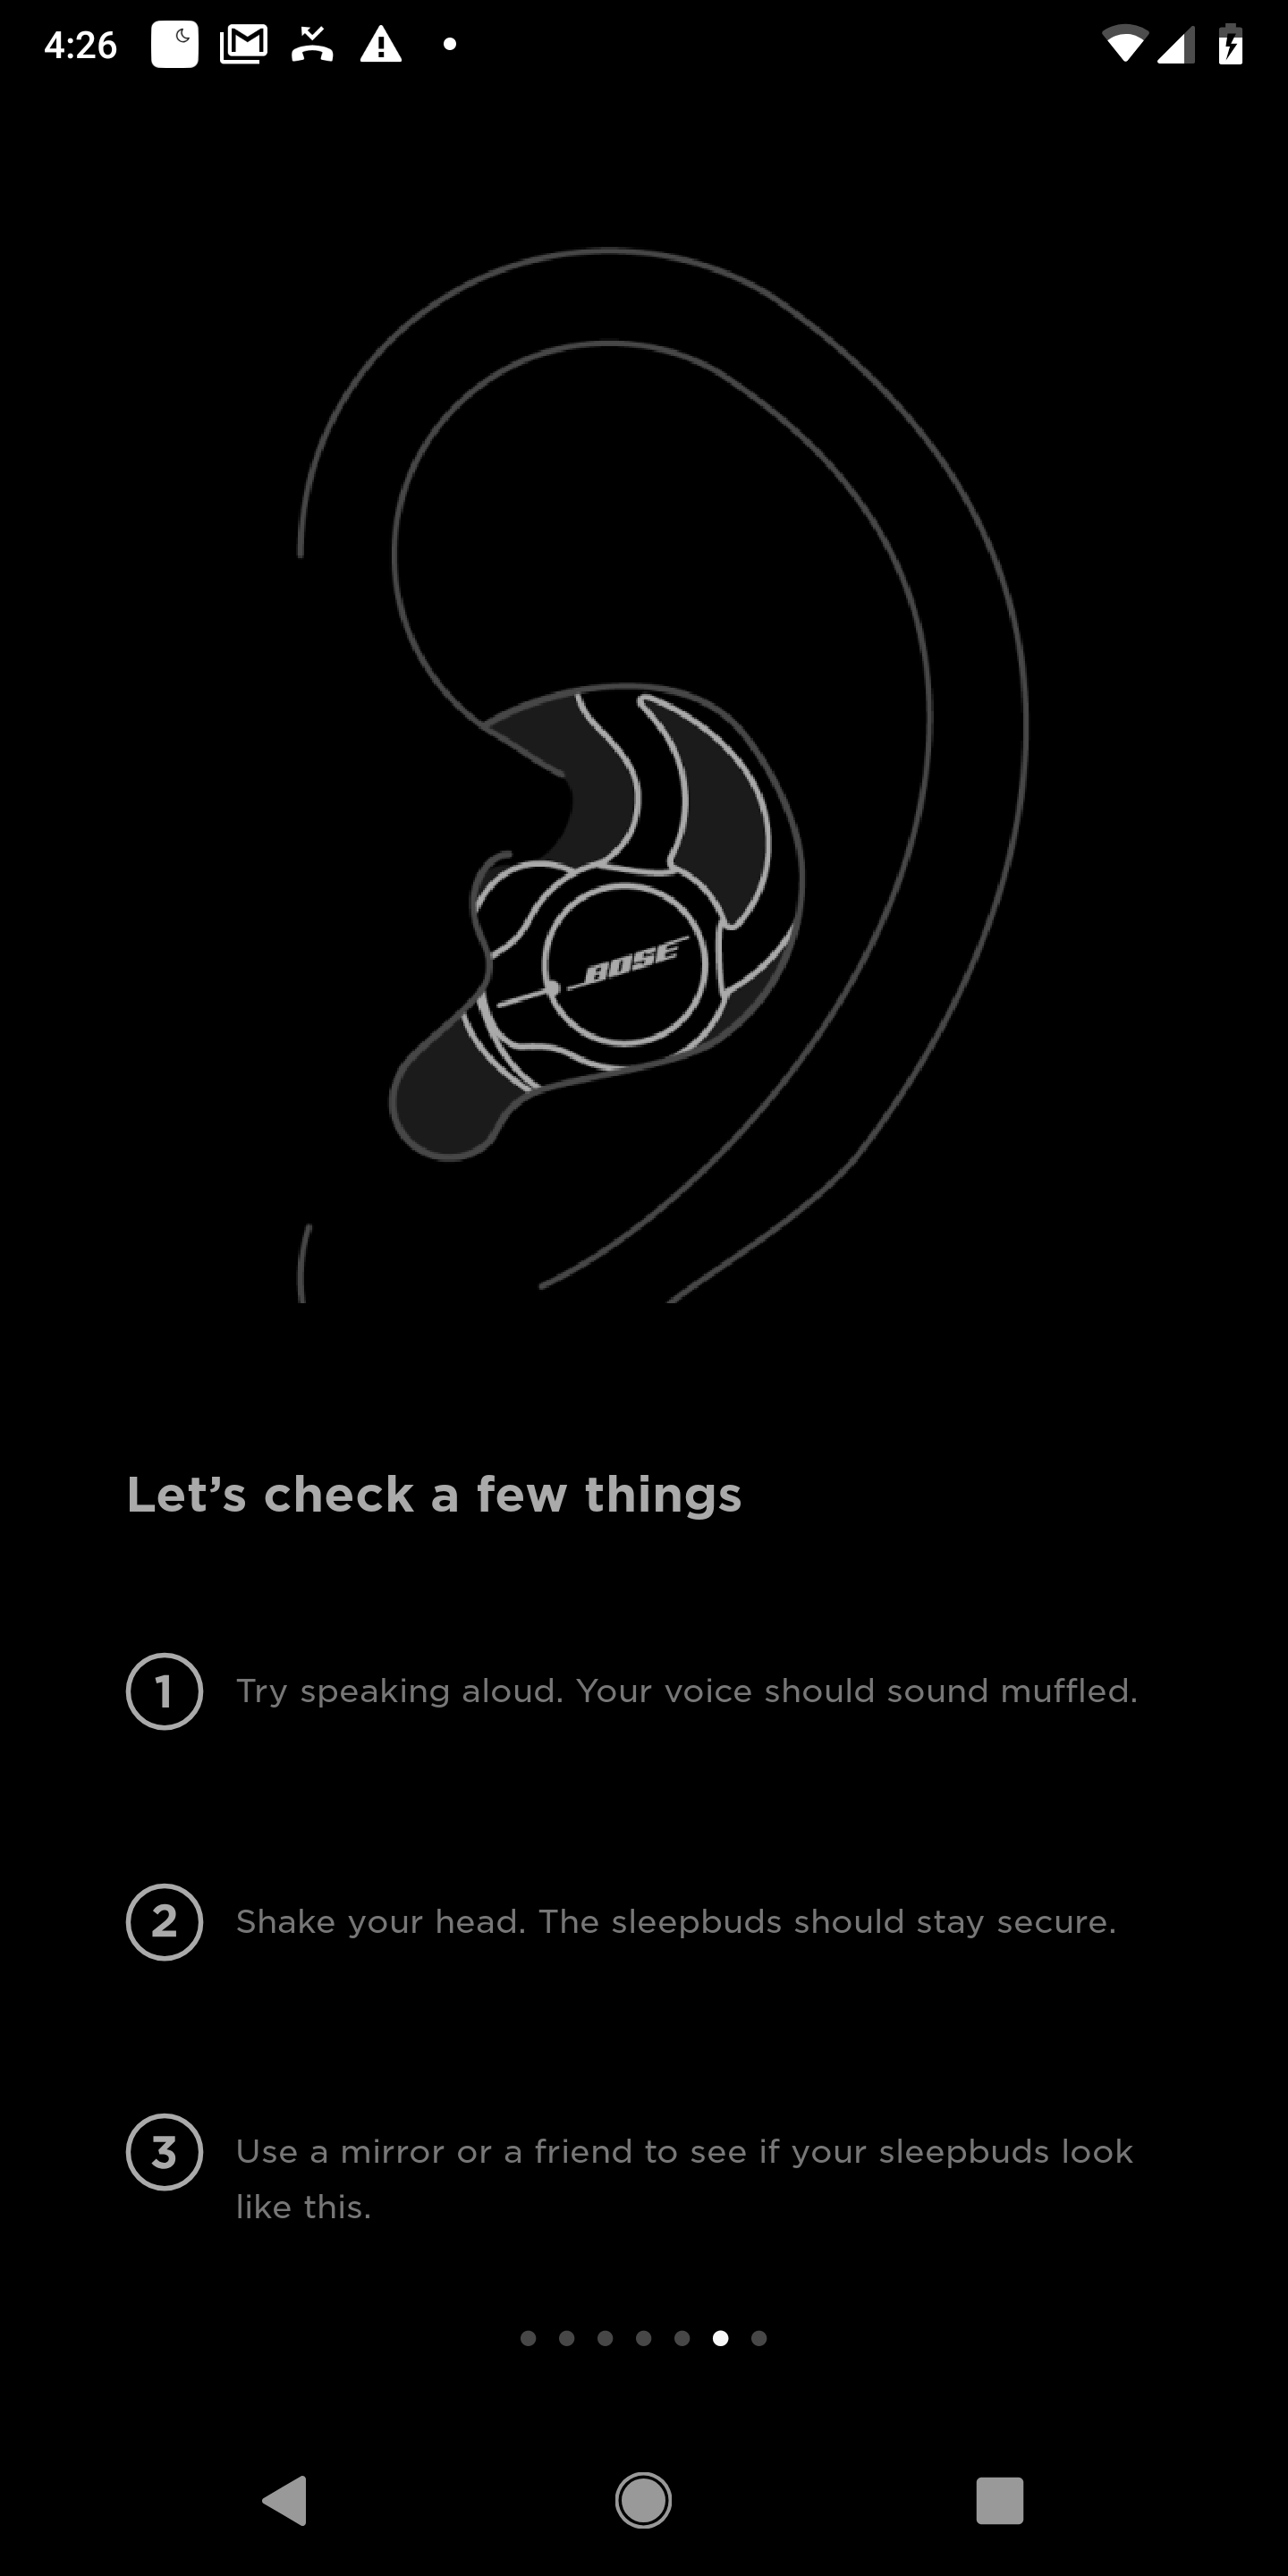 4:26
BOSE
Let’s check a few things
1 Try speaking aloud. Your voice should sound muffled.
2 Shake your head. The sleepbuds should stay secure.
3 Use a mirror or a friend to see if your sleepbuds look
like this.